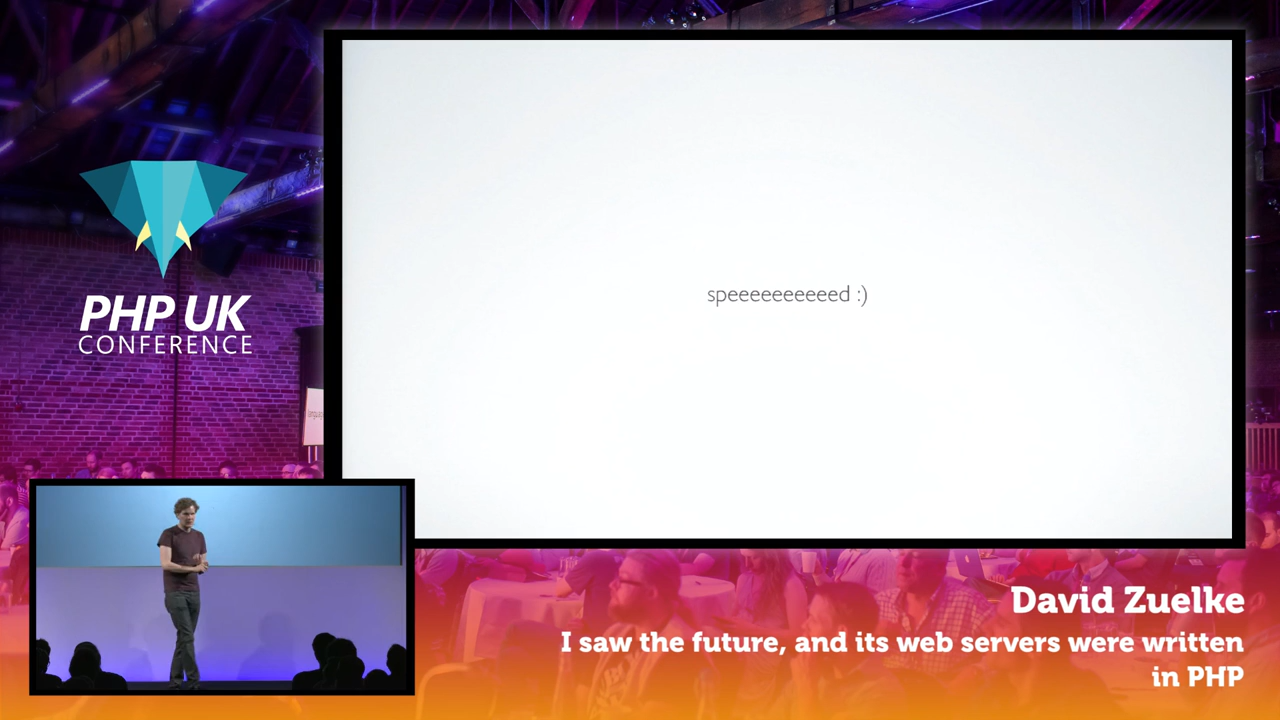 speeeeeeeeeed :)
PHP UK
CONFERENCE
David Zuelke
I saw the future, and its web servers were written
in PHP